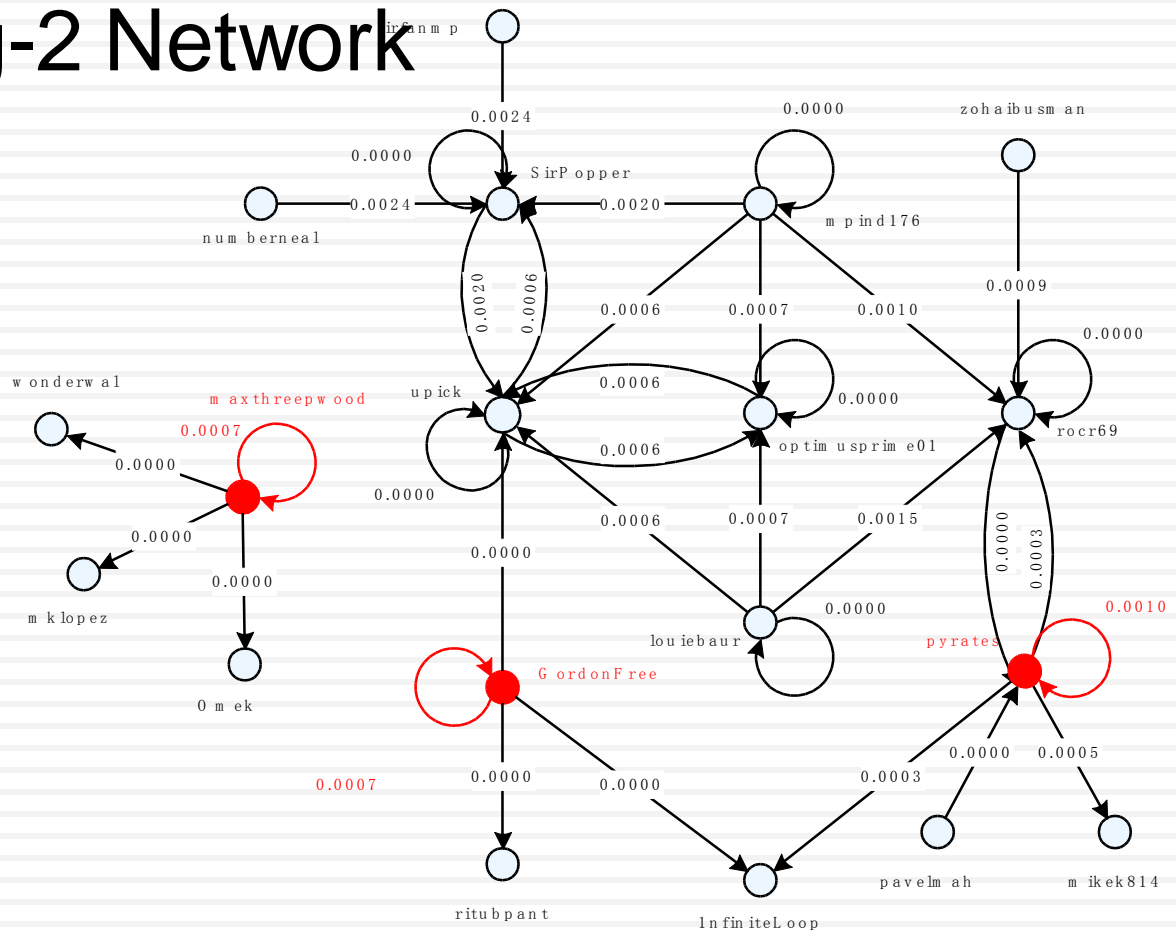 g-2 Network
irfanmp
0.0024
0.0000
zohaibusman
0.0000
SirPopper
0.0024
0.0020
numberneal
mpind176
0.0020
0.0006
0.0009
0.0006
0.0007
0.0010
0.0000
wonderwal
upick
0.0006
maxthreepwood
0.0000
0.0007
rocr69
optimusprime01
0.0006
0.0000
0.0000
0.0006
0.0007
0.0015
0.0000
0.0000
0.0003
0.0000
0.0000
0.0000
0.0010
mklopez
louiebaur
pyrates
GordonFree
Omek
0.0000
0.0005
0.0007
0.0000
0.0000
0.0003
pavelmah
mikek814
ritubpant
InfiniteLoop